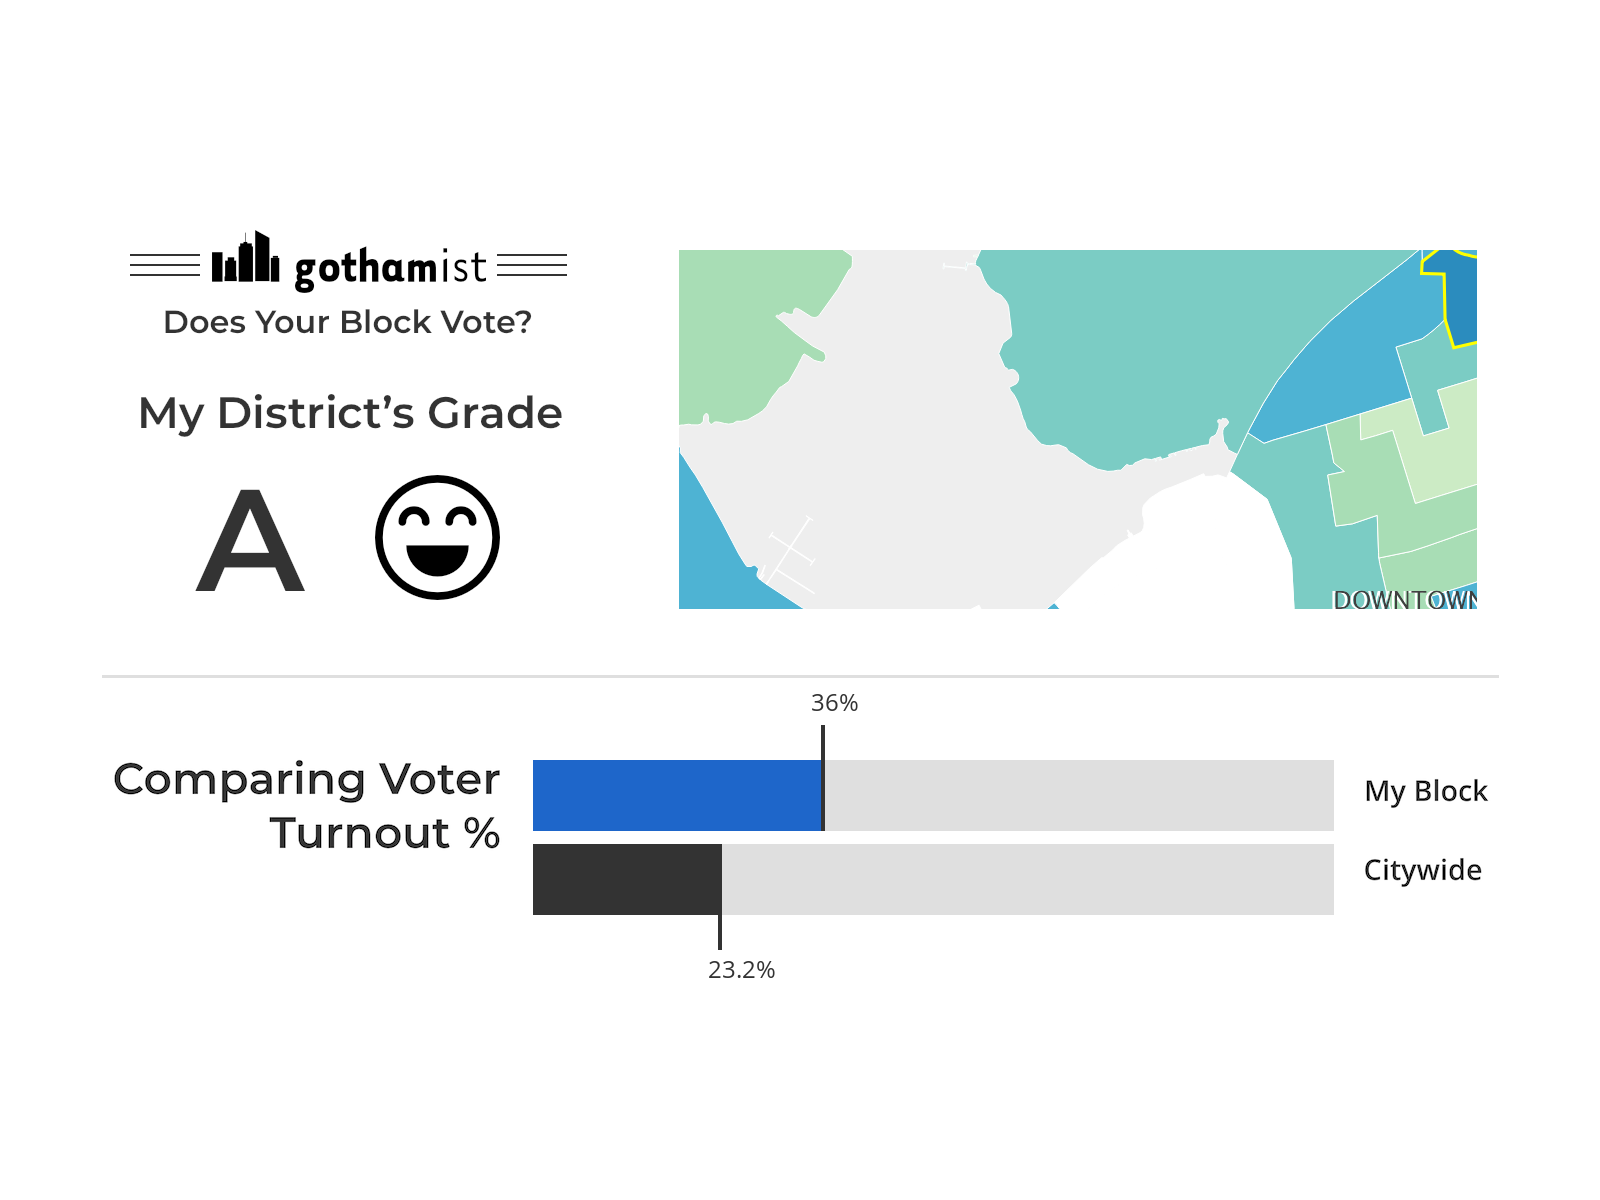 gothamist
Does Your Block Vote?
My District’s Grade
A
DOWNTOWN
36%
Comparing Voter
Turnout %
My Block
Citywide
23.2%